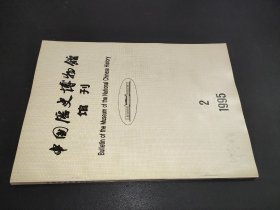 中国历史博物馆
馆刊
Bulletin of the Museum of the National Chinese History
2
1995